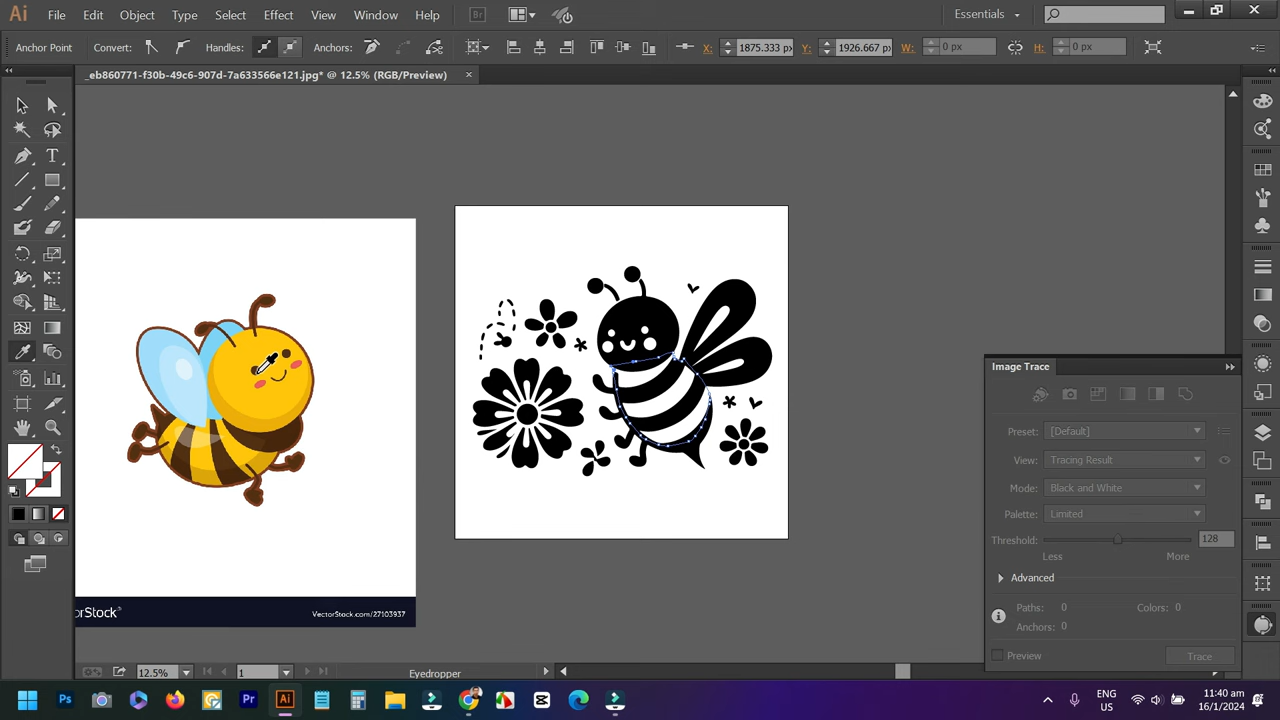 Ai File Edit Object Type Select Effect View Window Help Br Essentials
Anchor Point Convert: Handles: Anchors: X: 1875.333 px Y: 1926.667 px W: 0 px H: 0 px
_eb860771-f30b-49c6-907d-7a633566e121.jpg* @ 12.5% (RGB/Preview) ×
Image Trace
Preset: [Default]
View: Tracing Result
Mode: Black and White
Palette: Limited
Threshold: 128
Less More
Advanced
Paths: 0 Colors: 0
Anchors: 0
Preview Trace
orStock® VectorStock.com/27103937
12.5% 1 Eyedropper
Ps Pr Ai ENG US 11:40 am 16/1/2024